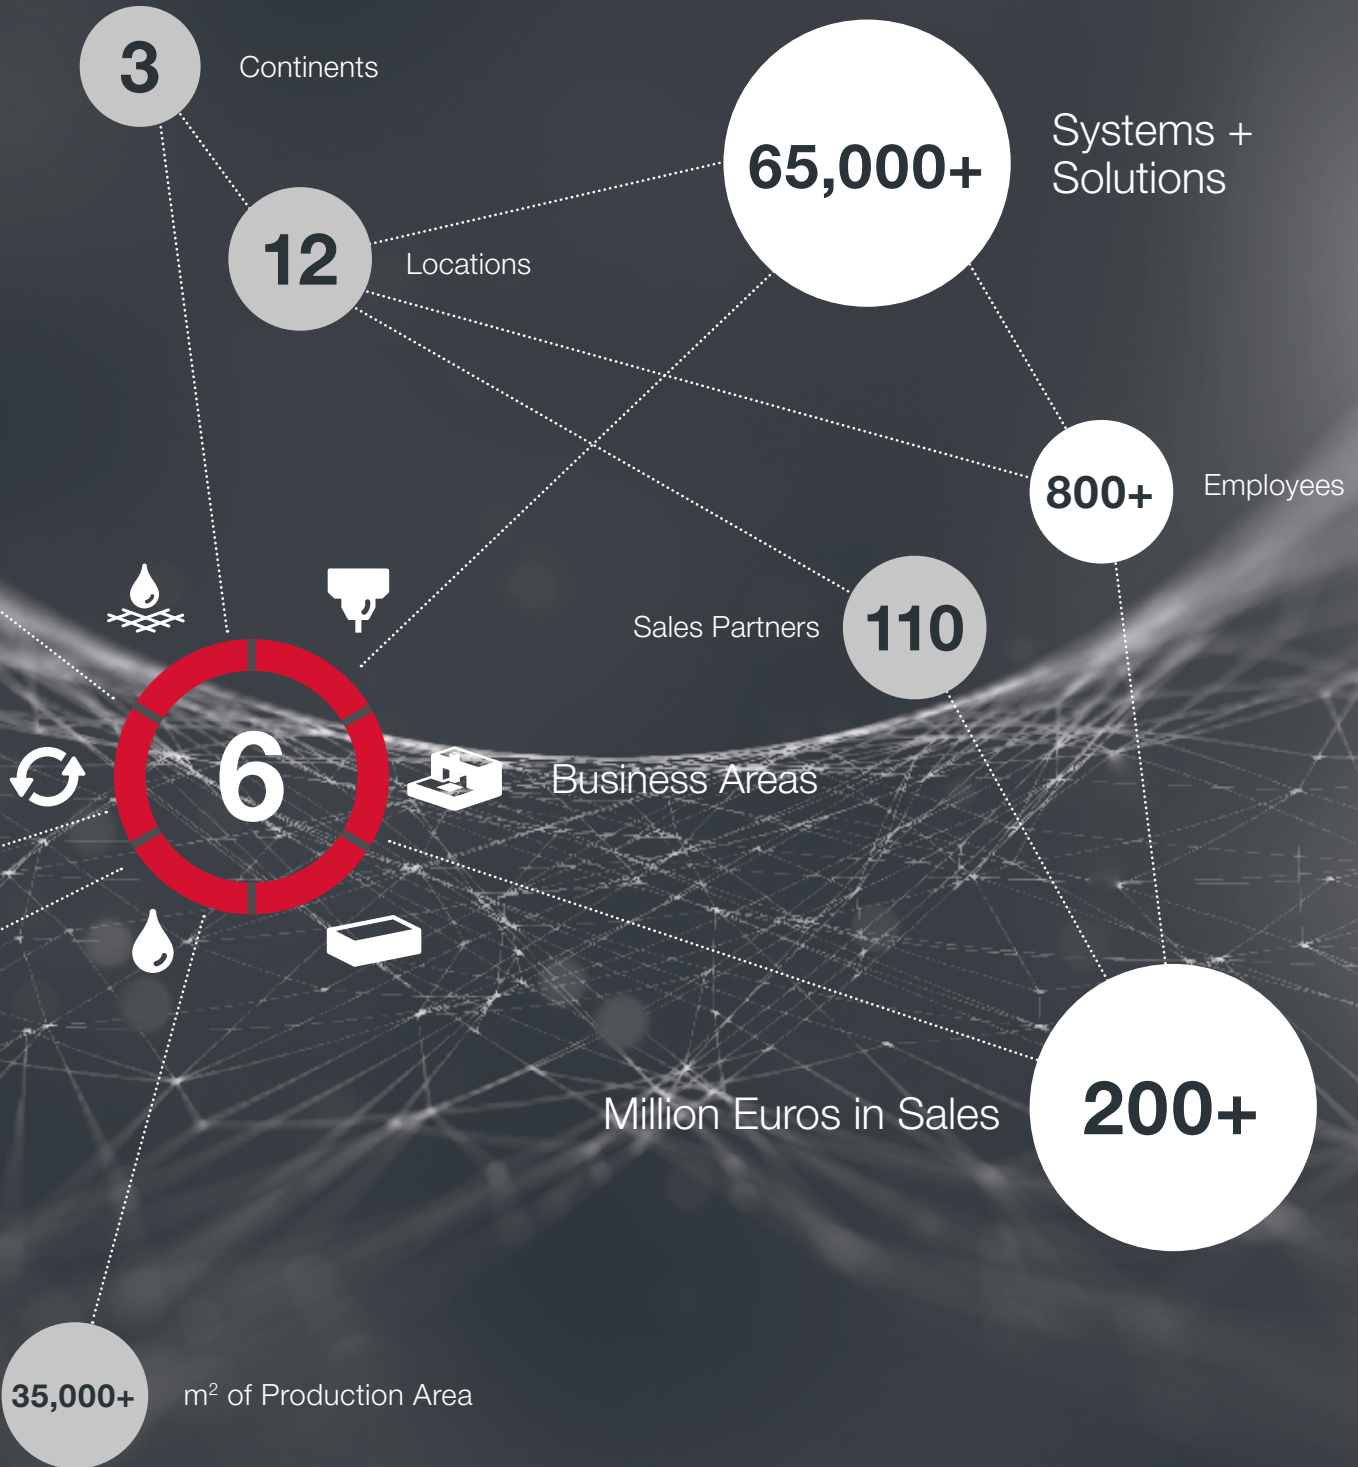 3
Continents
65,000+
Systems +
Solutions
12
Locations
800+
Employees
Sales Partners
110
6
Business Areas
Million Euros in Sales
200+
35,000+
m² of Production Area